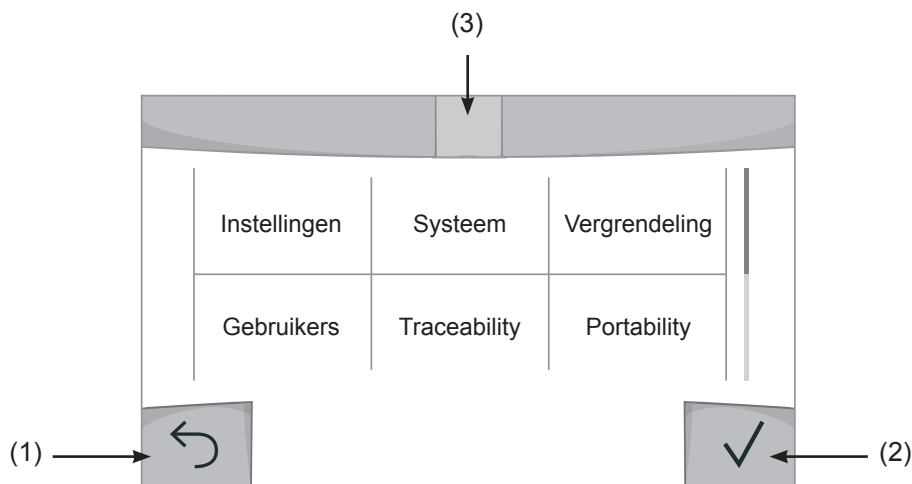 (3)
Instellingen Systeem Vergrendeling
Gebruikers Traceability Portability
(1) (2)